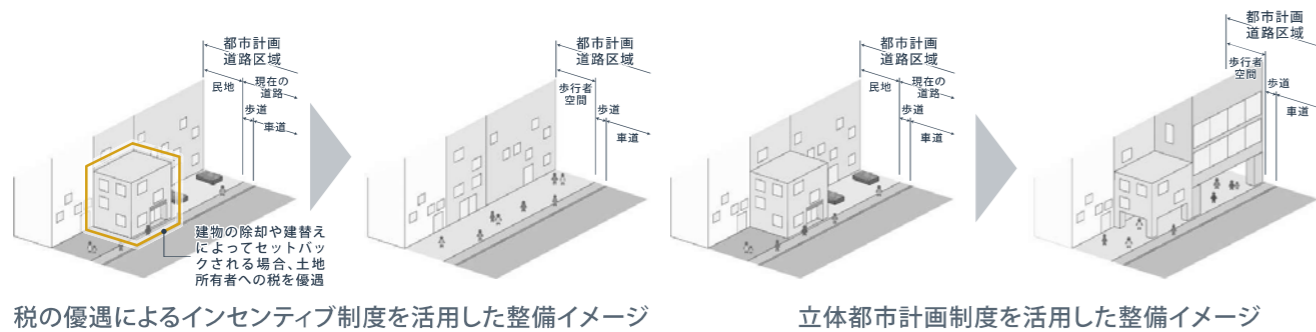 都市計画
道路区域
民地
現在の
道路
歩道
車道
建物の除却や建替え
によってセットバッ
クされる場合、土地
所有者への税を優遇
都市計画
道路区域
歩行者
空間
歩道
車道
税の優遇によるインセンティブ制度を活用した整備イメージ
都市計画
道路区域
民地
現在の
道路
歩道
車道
都市計画
道路区域
歩行者
空間
歩道
車道
立体都市計画制度を活用した整備イメージ